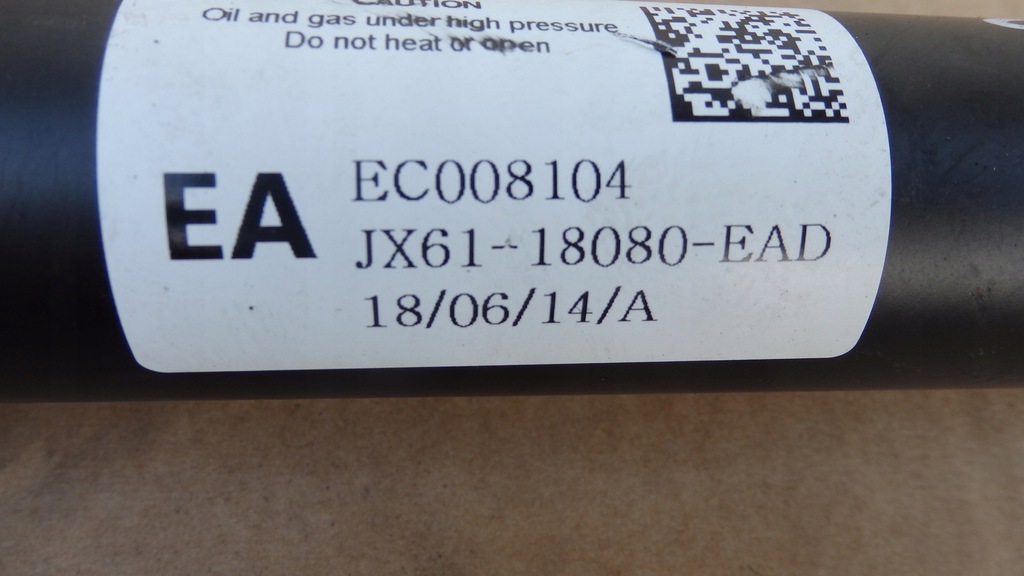 CAUTION
Oil and gas under high pressure
Do not heat or open
EA
EC008104
JX61-18080-EAD
18/06/14/A